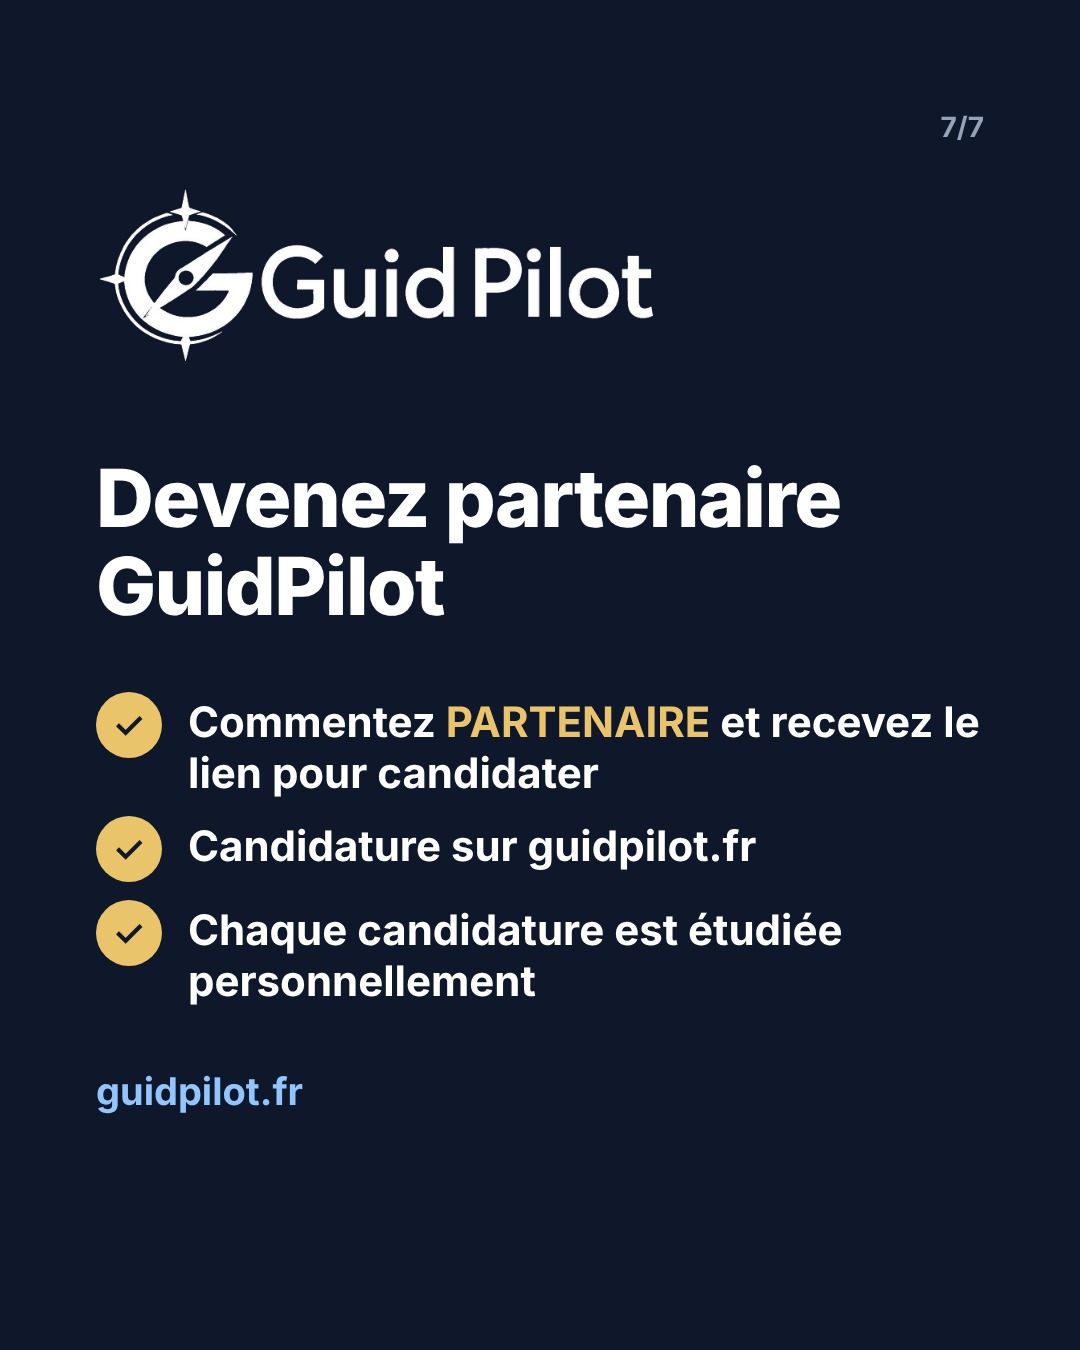 7/7
Guid Pilot
Devenez partenaire
GuidPilot
Commentez PARTENAIRE et recevez le
lien pour candidater
Candidature sur guidpilot.fr
Chaque candidature est étudiée
personnellement
guidpilot.fr